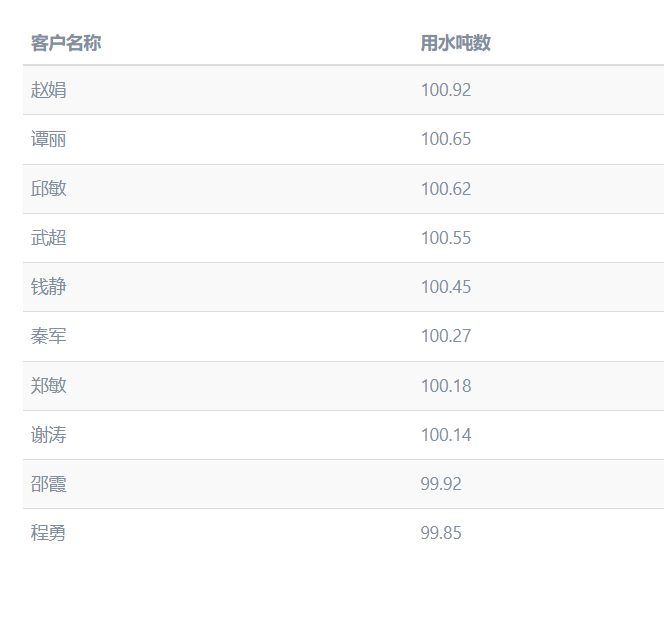 客户名称 用水吨数
赵娟 100.92
谭丽 100.65
邱敏 100.62
武超 100.55
钱静 100.45
秦军 100.27
郑敏 100.18
谢涛 100.14
邵霞 99.92
程勇 99.85